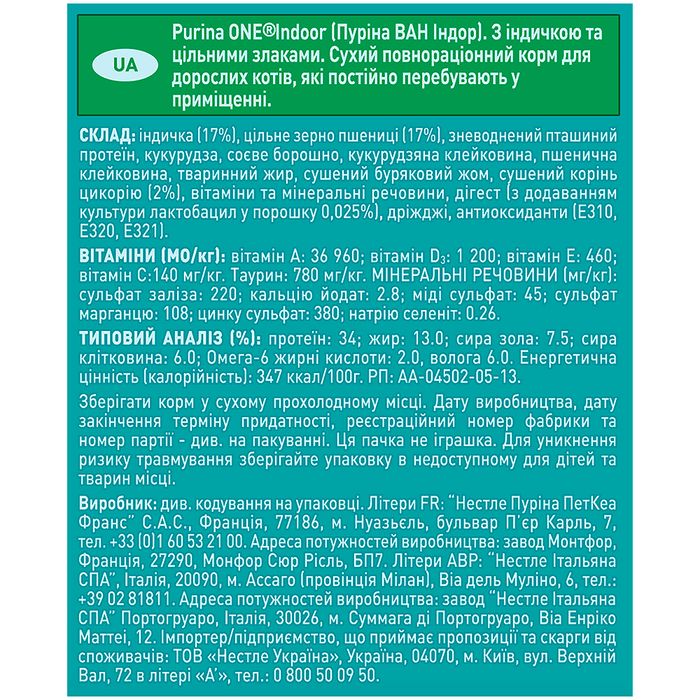 UA
Purina ONE®Indoor (Пуріна ВАН Індор). З індичкою та
цільними злаками. Сухий повнораціонний корм для
дорослих котів, які постійно перебувають у
приміщенні.
СКЛАД: індичка (17%), цільне зерно пшениці (17%), зневоднений пташиний
протеїн, кукурудза, соєве борошно, кукурудзяна клейковина, пшенична
клейковина, тваринний жир, сушений буряковий жом, сушений корінь
цикорію (2%), вітаміни та мінеральні речовини, дігест (з додаванням
культури лактобацил у порошку 0,025%), дріжджі, антиоксиданти (E310,
E320, E321).
ВІТАМІНИ (МО/кг): вітамін A: 36 960; вітамін D₃: 1 200; вітамін E: 460;
вітамін C:140 мг/кг. Таурин: 780 мг/кг. МІНЕРАЛЬНІ РЕЧОВИНИ (мг/кг):
сульфат заліза: 220; кальцію йодат: 2.8; міді сульфат: 45; сульфат
марганцю: 108; цинку сульфат: 380; натрію селеніт: 0.26.
ТИПОВИЙ АНАЛІЗ (%): протеїн: 34; жир: 13.0; сира зола: 7.5; сира
клітковина: 6.0; Омега-6 жирні кислоти: 2.0, волога 6.0. Енергетична
цінність (калорійність): 347 ккал/100г. РП: АА-04502-05-13.
Зберігати корм у сухому прохолодному місці. Дату виробництва, дату
закінчення терміну придатності, реєстраційний номер фабрики та
номер партії - див. на пакуванні. Ця пачка не іграшка. Для уникнення
ризику травмування зберігайте упаковку в недоступному для дітей та
тварин місці.
Виробник: див. кодування на упаковці. Літери FR: “Нестле Пуріна ПетКеа
Франс” С.А.С., Франція, 77186, м. Нуазьєль, бульвар П’єр Карль, 7,
тел. +33 (0)1 60 53 21 00. Адреса потужностей виробництва: завод Монтфор,
Франція, 27290, Монфор Сюр Рісль, БП7. Літери АВР: “Нестле Італьяна
СПА”, Італія, 20090, м. Ассаго (провінція Мілан), Віа дель Муліно, 6, тел.:
+39 02 81811. Адреса потужностей виробництва: завод “Нестле Італьяна
СПА” Портогруаро, Італія, 30026, м. Суммага ді Портогруаро, Віа Енріко
Маттеі, 12. Імпортер/підприємство, що приймає пропозиції та скарги від
споживачів: ТОВ «Нестле Україна», Україна, 04070, м. Київ, вул. Верхній
Вал, 72 в літері «А’», тел.: 0 800 50 09 50.